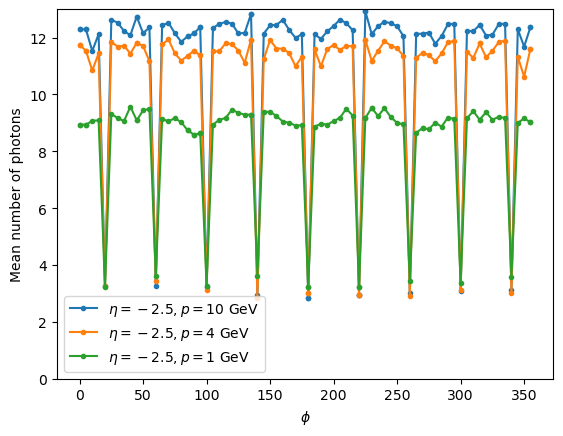 Mean number of photons
12
10
8
6
4
2
0
η = −2.5, p = 10 GeV
η = −2.5, p = 4 GeV
η = −2.5, p = 1 GeV
0 50 100 150 200 250 300 350
ϕ